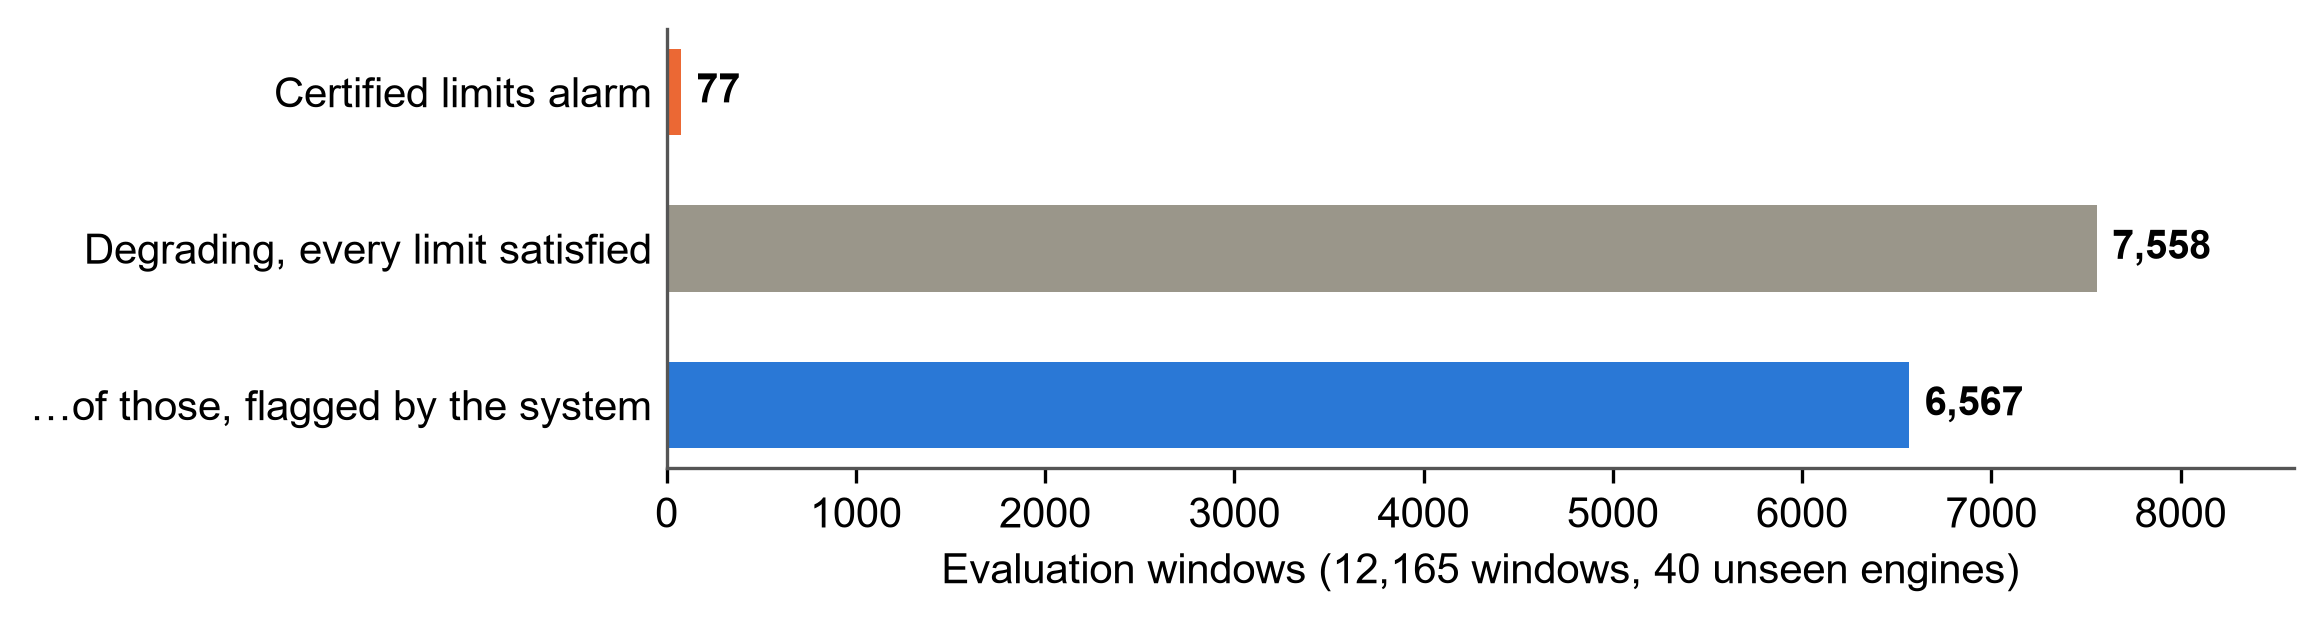 Certified limits alarm 77
Degrading, every limit satisfied 7,558
…of those, flagged by the system 6,567
0 1000 2000 3000 4000 5000 6000 7000 8000
Evaluation windows (12,165 windows, 40 unseen engines)